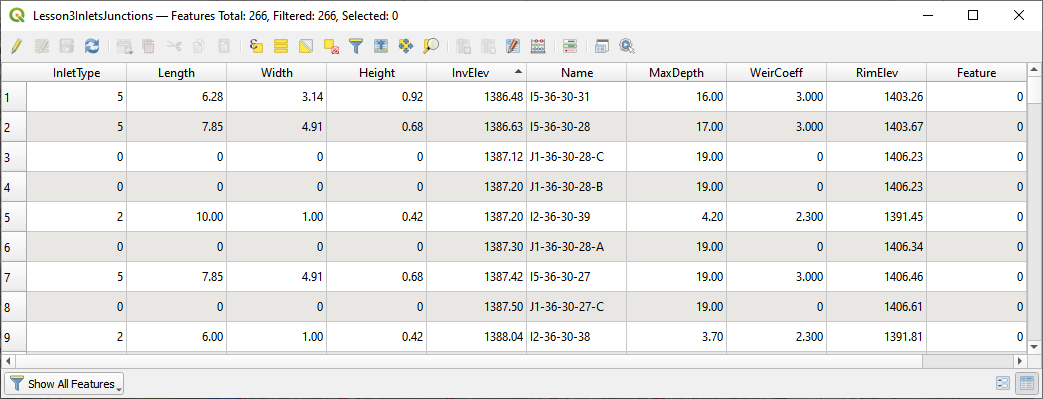 Lesson3InletsJunctions — Features Total: 266, Filtered: 266, Selected: 0
InletType Length Width Height InvElev Name MaxDepth WeirCoeff RimElev Feature
1 5 6.28 3.14 0.92 1386.48 I5-36-30-31 16.00 3.000 1403.26 0
2 5 7.85 4.91 0.68 1386.63 I5-36-30-28 17.00 3.000 1403.67 0
3 0 0 0 0 1387.12 J1-36-30-28-C 19.00 0 1406.23 0
4 0 0 0 0 1387.20 J1-36-30-28-B 19.00 0 1406.23 0
5 2 10.00 1.00 0.42 1387.20 I2-36-30-39 4.20 2.300 1391.45 0
6 0 0 0 0 1387.30 J1-36-30-28-A 19.00 0 1406.34 0
7 5 7.85 4.91 0.68 1387.42 I5-36-30-27 19.00 3.000 1406.46 0
8 0 0 0 0 1387.50 J1-36-30-27-C 19.00 0 1406.61 0
9 2 6.00 1.00 0.42 1388.04 I2-36-30-38 3.70 2.300 1391.81 0
Show All Features